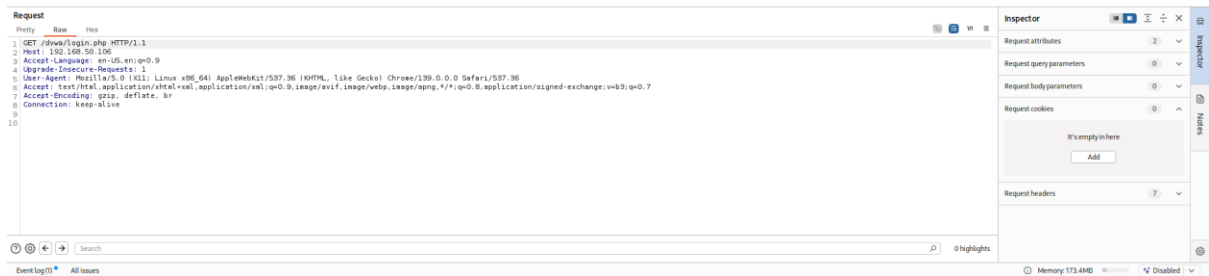 Request
Pretty Raw Hex
\n
1 GET /dvwa/login.php HTTP/1.1
2 Host: 192.168.50.106
3 Accept-Language: en-US,en;q=0.9
4 Upgrade-Insecure-Requests: 1
5 User-Agent: Mozilla/5.0 (X11; Linux x86_64) AppleWebKit/537.36 (KHTML, like Gecko) Chrome/139.0.0.0 Safari/537.36
6 Accept: text/html,application/xhtml+xml,application/xml;q=0.9,image/avif,image/webp,image/apng,*/*;q=0.8,application/signed-exchange;v=b3;q=0.7
7 Accept-Encoding: gzip, deflate, br
8 Connection: keep-alive
9
10
Search
0 highlights
Inspector
Request attributes 2
Request query parameters 0
Request body parameters 0
Request cookies 0
It's empty in here
Add
Request headers 7
Inspector
Notes
Event log (1) All issues
Memory: 173.4MB
Disabled